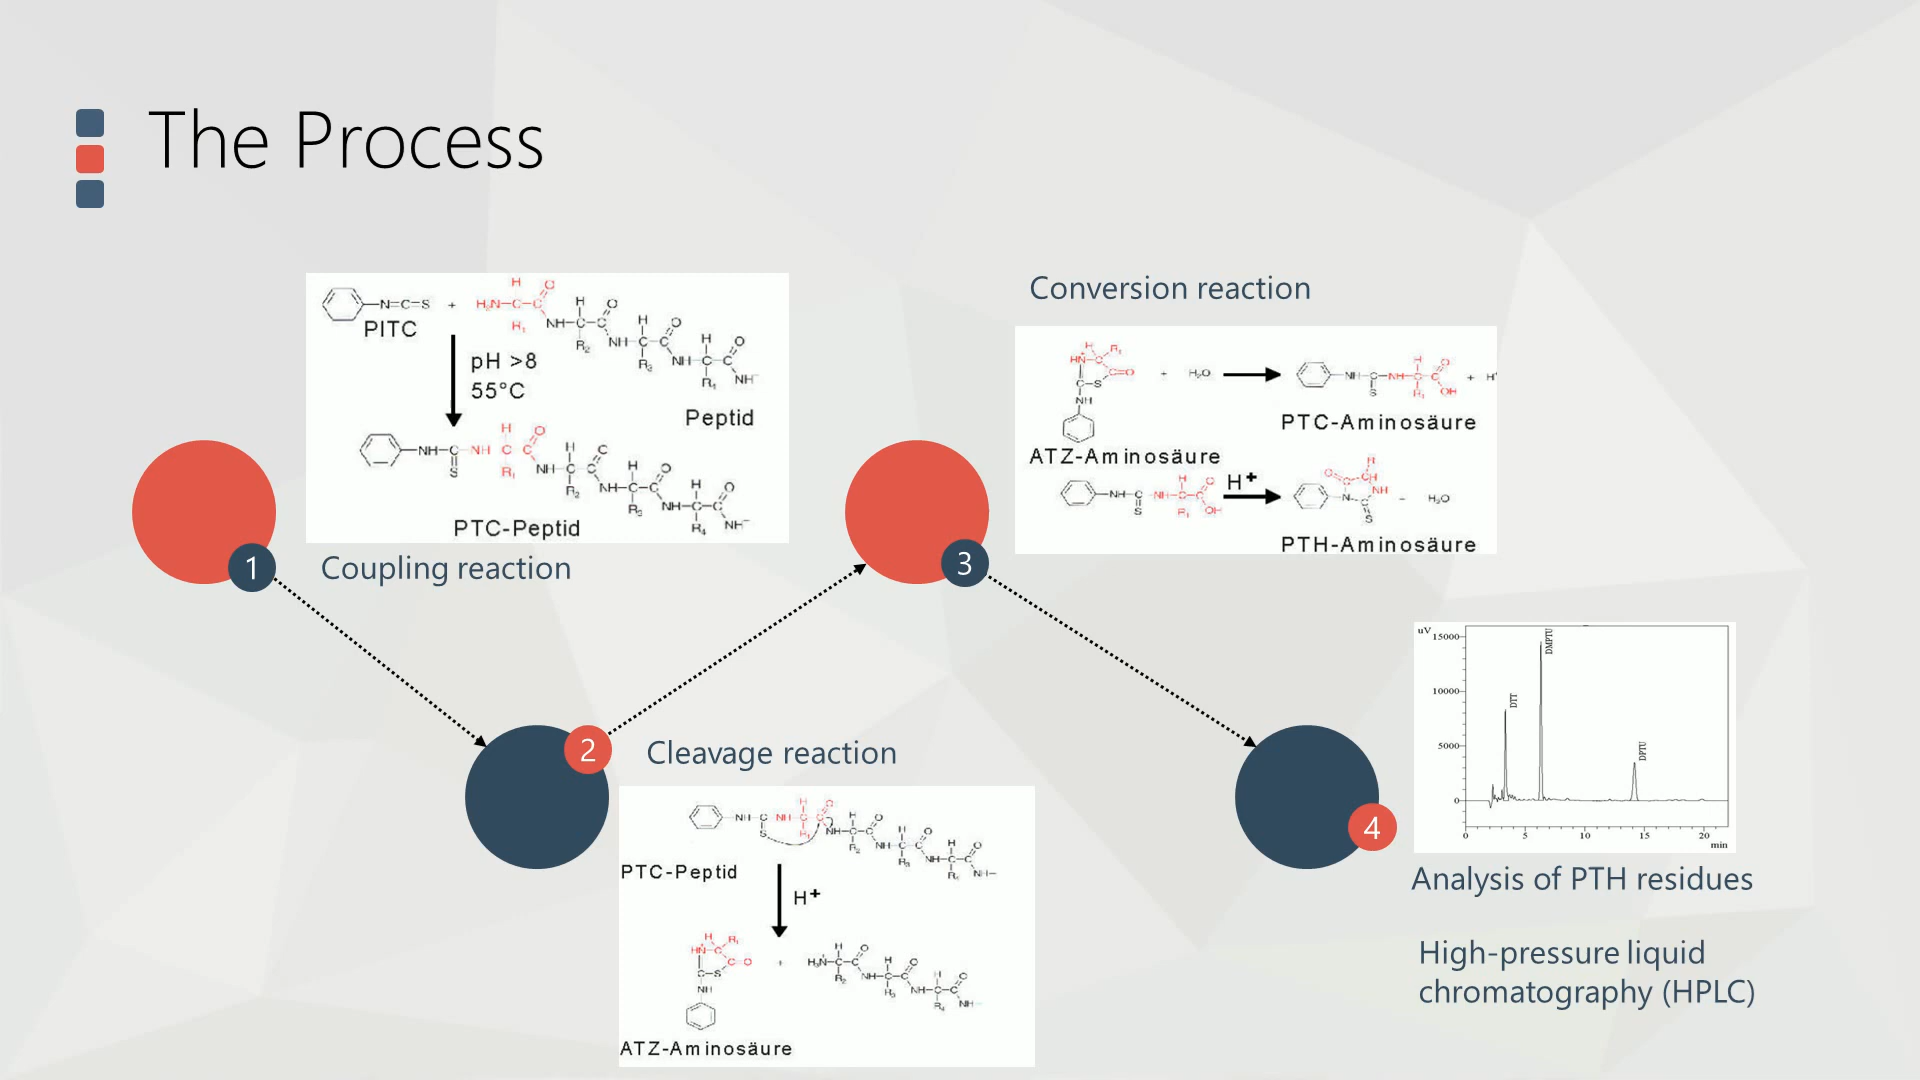 The Process
PITC
pH >8
55°C
Peptid
PTC-Peptid
1
Coupling reaction
2
Cleavage reaction
PTC-Peptid
H+
ATZ-Aminosäure
3
Conversion reaction
H₂O
PTC-Aminosäure
ATZ-Aminosäure
H+
H₂O
PTH-Aminosäure
4
uV
15000
10000
5000
0
DTT
DMPTU
DPTU
0 5 10 15 20
min
Analysis of PTH residues
High-pressure liquid
chromatography (HPLC)